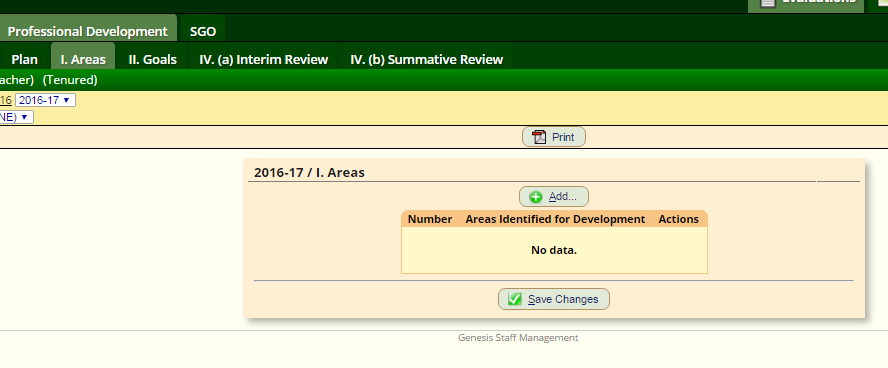 Evaluations
Professional Development SGO
Plan I. Areas II. Goals IV. (a) Interim Review IV. (b) Summative Review
acher) (Tenured)
16 2016-17
NE)
Print
2016-17 / I. Areas
Add...
Number Areas Identified for Development Actions
No data.
Save Changes
Genesis Staff Management